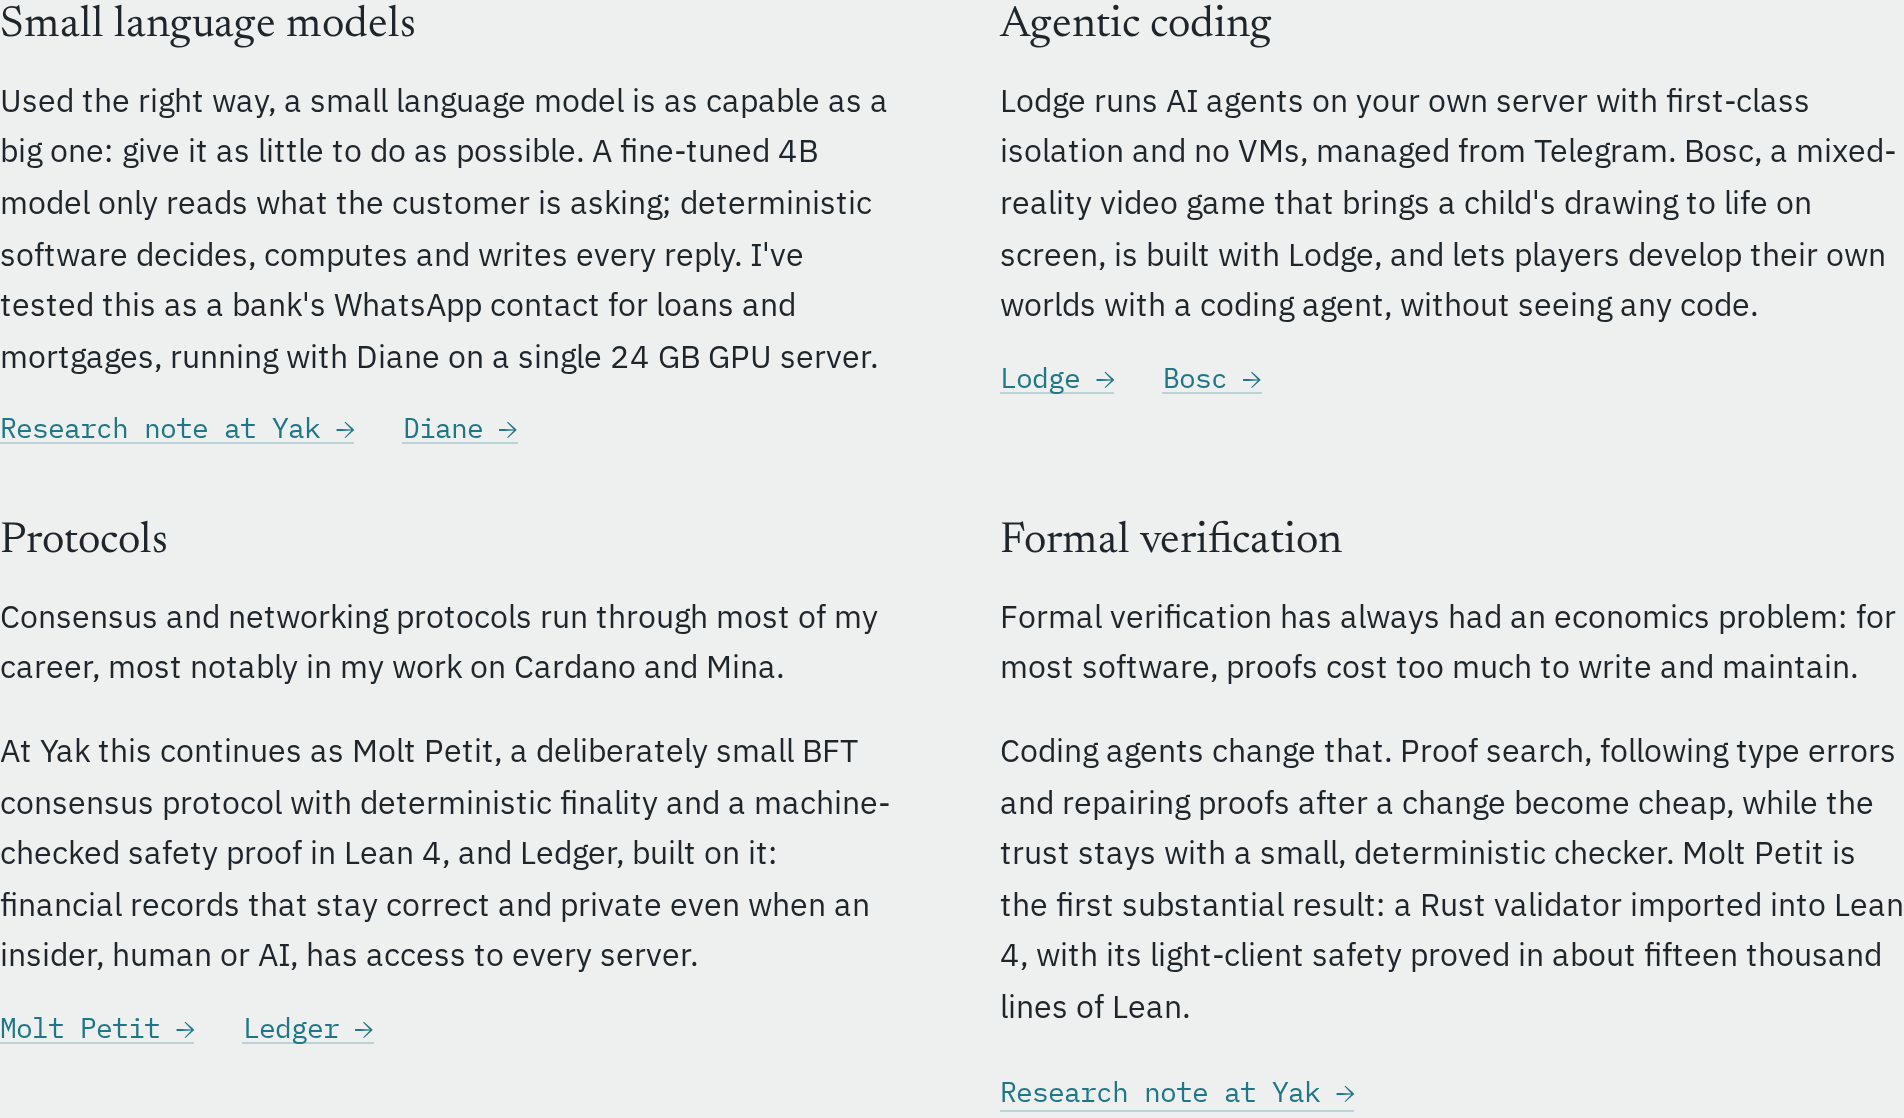 Small language models
Used the right way, a small language model is as capable as a
big one: give it as little to do as possible. A fine-tuned 4B
model only reads what the customer is asking; deterministic
software decides, computes and writes every reply. I've
tested this as a bank's WhatsApp contact for loans and
mortgages, running with Diane on a single 24 GB GPU server.
Research note at Yak → Diane →
Agentic coding
Lodge runs AI agents on your own server with first-class
isolation and no VMs, managed from Telegram. Bosc, a mixed-
reality video game that brings a child's drawing to life on
screen, is built with Lodge, and lets players develop their own
worlds with a coding agent, without seeing any code.
Lodge → Bosc →
Protocols
Consensus and networking protocols run through most of my
career, most notably in my work on Cardano and Mina.
At Yak this continues as Molt Petit, a deliberately small BFT
consensus protocol with deterministic finality and a machine-
checked safety proof in Lean 4, and Ledger, built on it:
financial records that stay correct and private even when an
insider, human or AI, has access to every server.
Molt Petit → Ledger →
Formal verification
Formal verification has always had an economics problem: for
most software, proofs cost too much to write and maintain.
Coding agents change that. Proof search, following type errors
and repairing proofs after a change become cheap, while the
trust stays with a small, deterministic checker. Molt Petit is
the first substantial result: a Rust validator imported into Lean
4, with its light-client safety proved in about fifteen thousand
lines of Lean.
Research note at Yak →